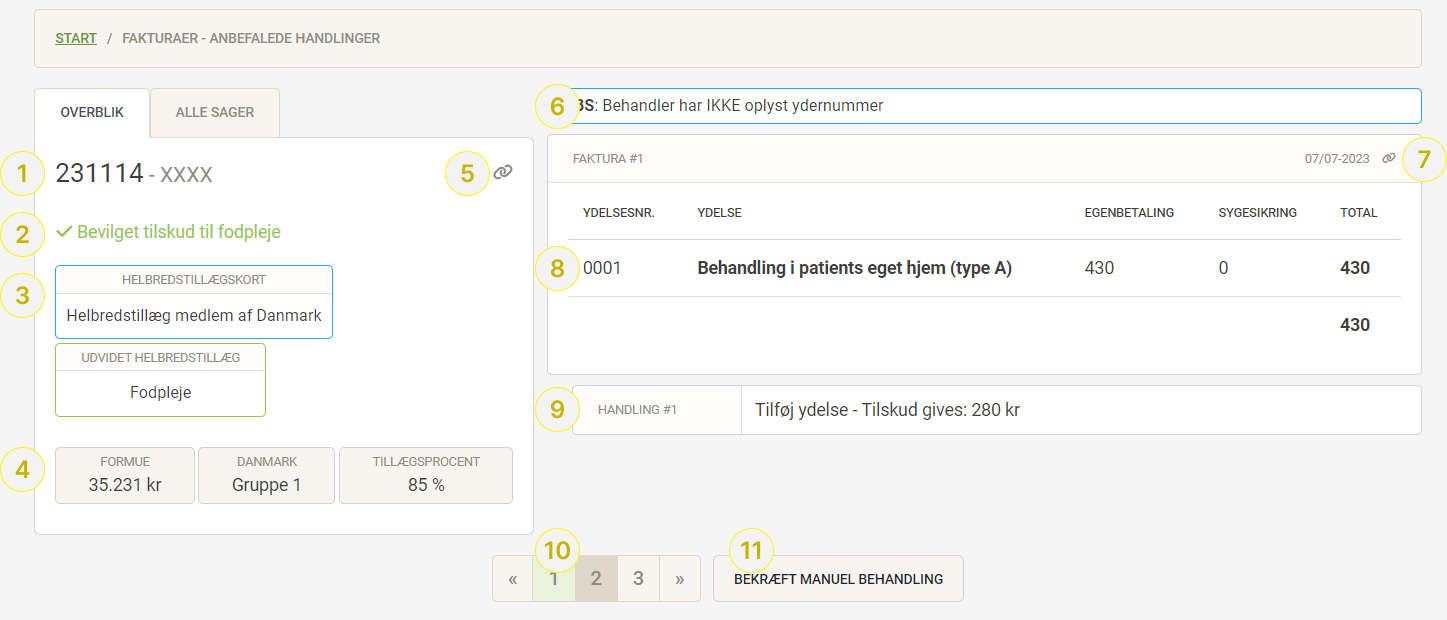 START / FAKTURAER - ANBEFALEDE HANDLINGER
OVERBLIK
ALLE SAGER
1
231114 - XXXX
5
2
Bevilget tilskud til fodpleje
3
HELBREDSTILLÆGSKORT
Helbredstillæg medlem af Danmark
UDVIDET HELBREDSTILLÆG
Fodpleje
4
FORMUE
35.231 kr
DANMARK
Gruppe 1
TILLÆGSPROCENT
85 %
6
BS: Behandler har IKKE oplyst ydernummer
FAKTURA #1
07/07-2023
7
YDELSESNR. YDELSE EGENBETALING SYGESIKRING TOTAL
8
0001 Behandling i patients eget hjem (type A) 430 0 430
430
9
HANDLING #1
Tilføj ydelse - Tilskud gives: 280 kr
10
« 1 2 3 »
11
BEKRÆFT MANUEL BEHANDLING